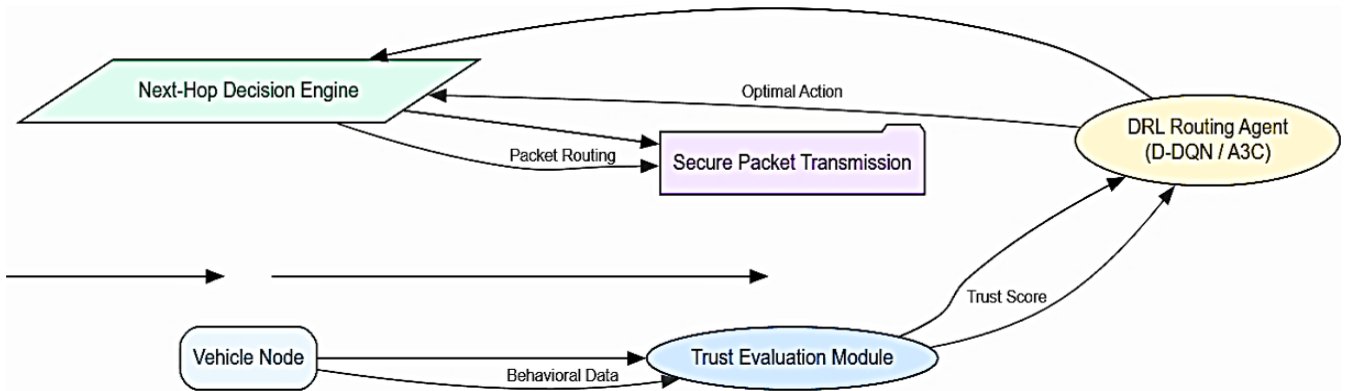 Next-Hop Decision Engine
Optimal Action
DRL Routing Agent
(D-DQN / A3C)
Packet Routing
Secure Packet Transmission
Trust Score
Vehicle Node
Trust Evaluation Module
Behavioral Data